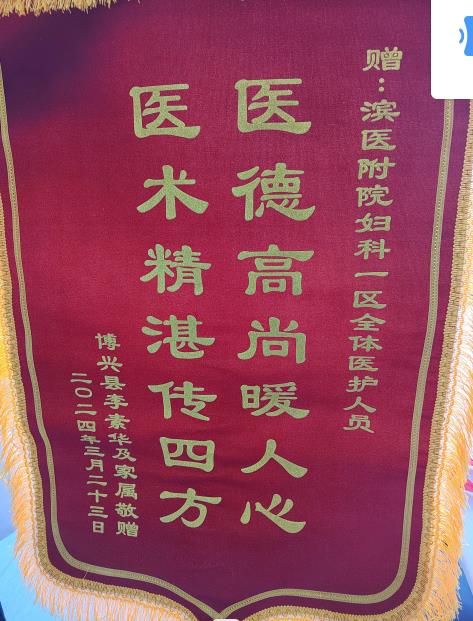 赠：滨医附院妇科一区全体医护人员
医德高尚暖人心
医术精湛传四方
博兴县李素华及家属敬赠
二〇二四年三月二十三日